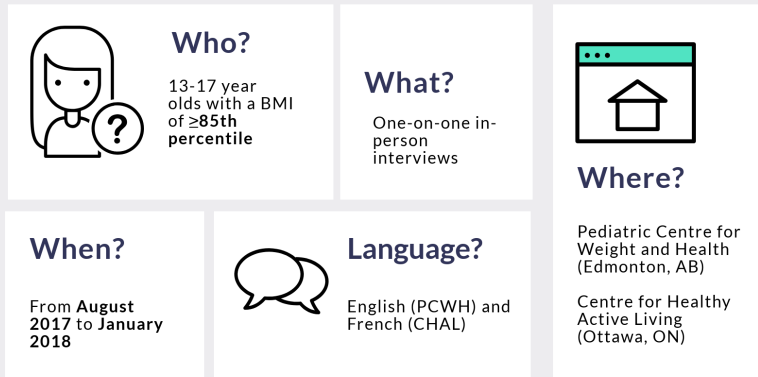 Who?
13-17 year
olds with a BMI
of ≥85th
percentile
What?
One-on-one in-
person
interviews
Where?
Pediatric Centre for
Weight and Health
(Edmonton, AB)
Centre for Healthy
Active Living
(Ottawa, ON)
When?
From August
2017 to January
2018
Language?
English (PCWH) and
French (CHAL)
?